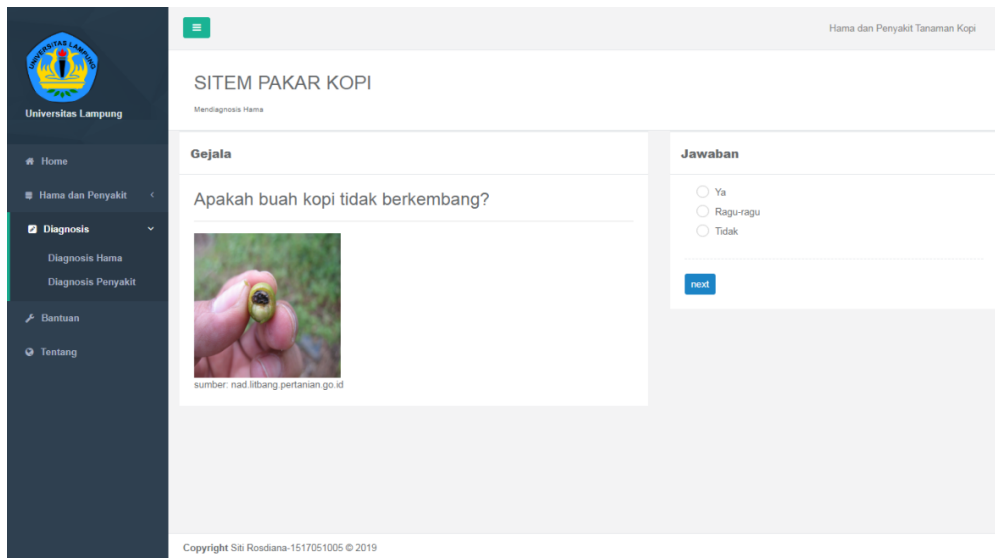 UNIVERSITAS LAMPUNG
Universitas Lampung
Home
Hama dan Penyakit
Diagnosis
Diagnosis Hama
Diagnosis Penyakit
Bantuan
Tentang
Hama dan Penyakit Tanaman Kopi
SITEM PAKAR KOPI
Mendiagnosis Hama
Gejala
Apakah buah kopi tidak berkembang?
sumber: nad.litbang.pertanian.go.id
Jawaban
Ya
Ragu-ragu
Tidak
next
Copyright Siti Rosdiana-1517051005 © 2019